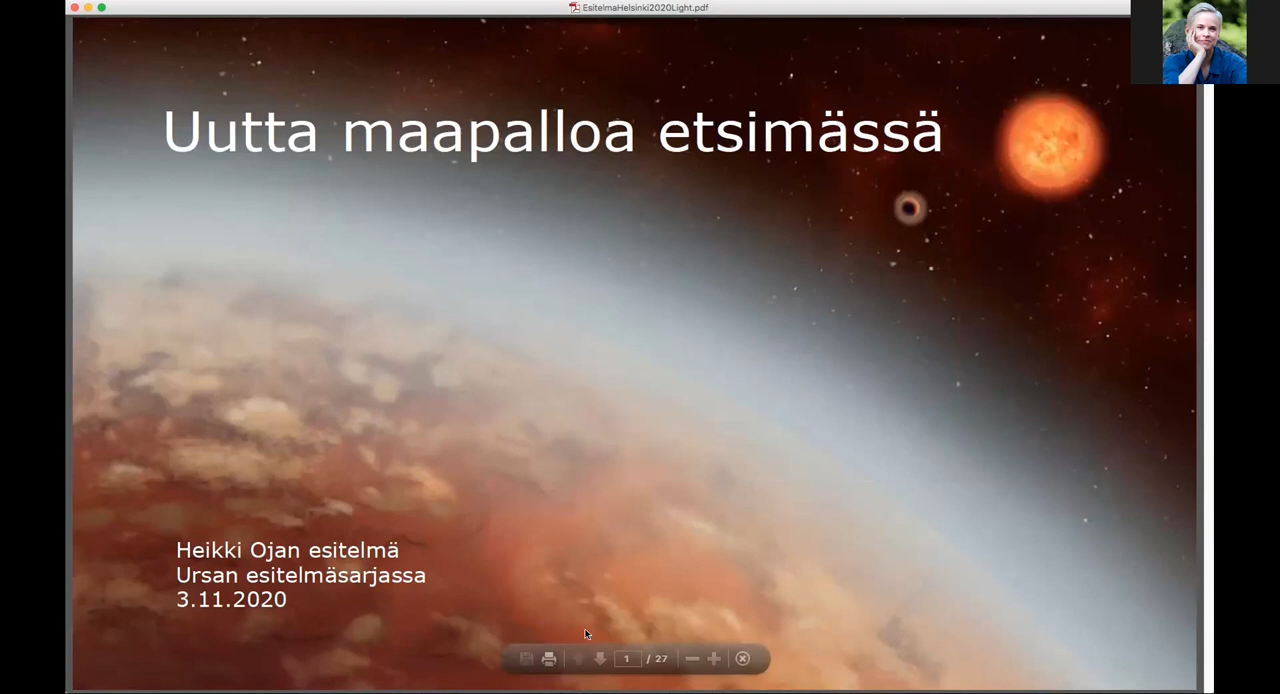 EsitelmaHelsinki2020Light.pdf
Uutta maapalloa etsimässä
Heikki Ojan esitelmä
Ursan esitelmäsarjassa
3.11.2020
1 / 27